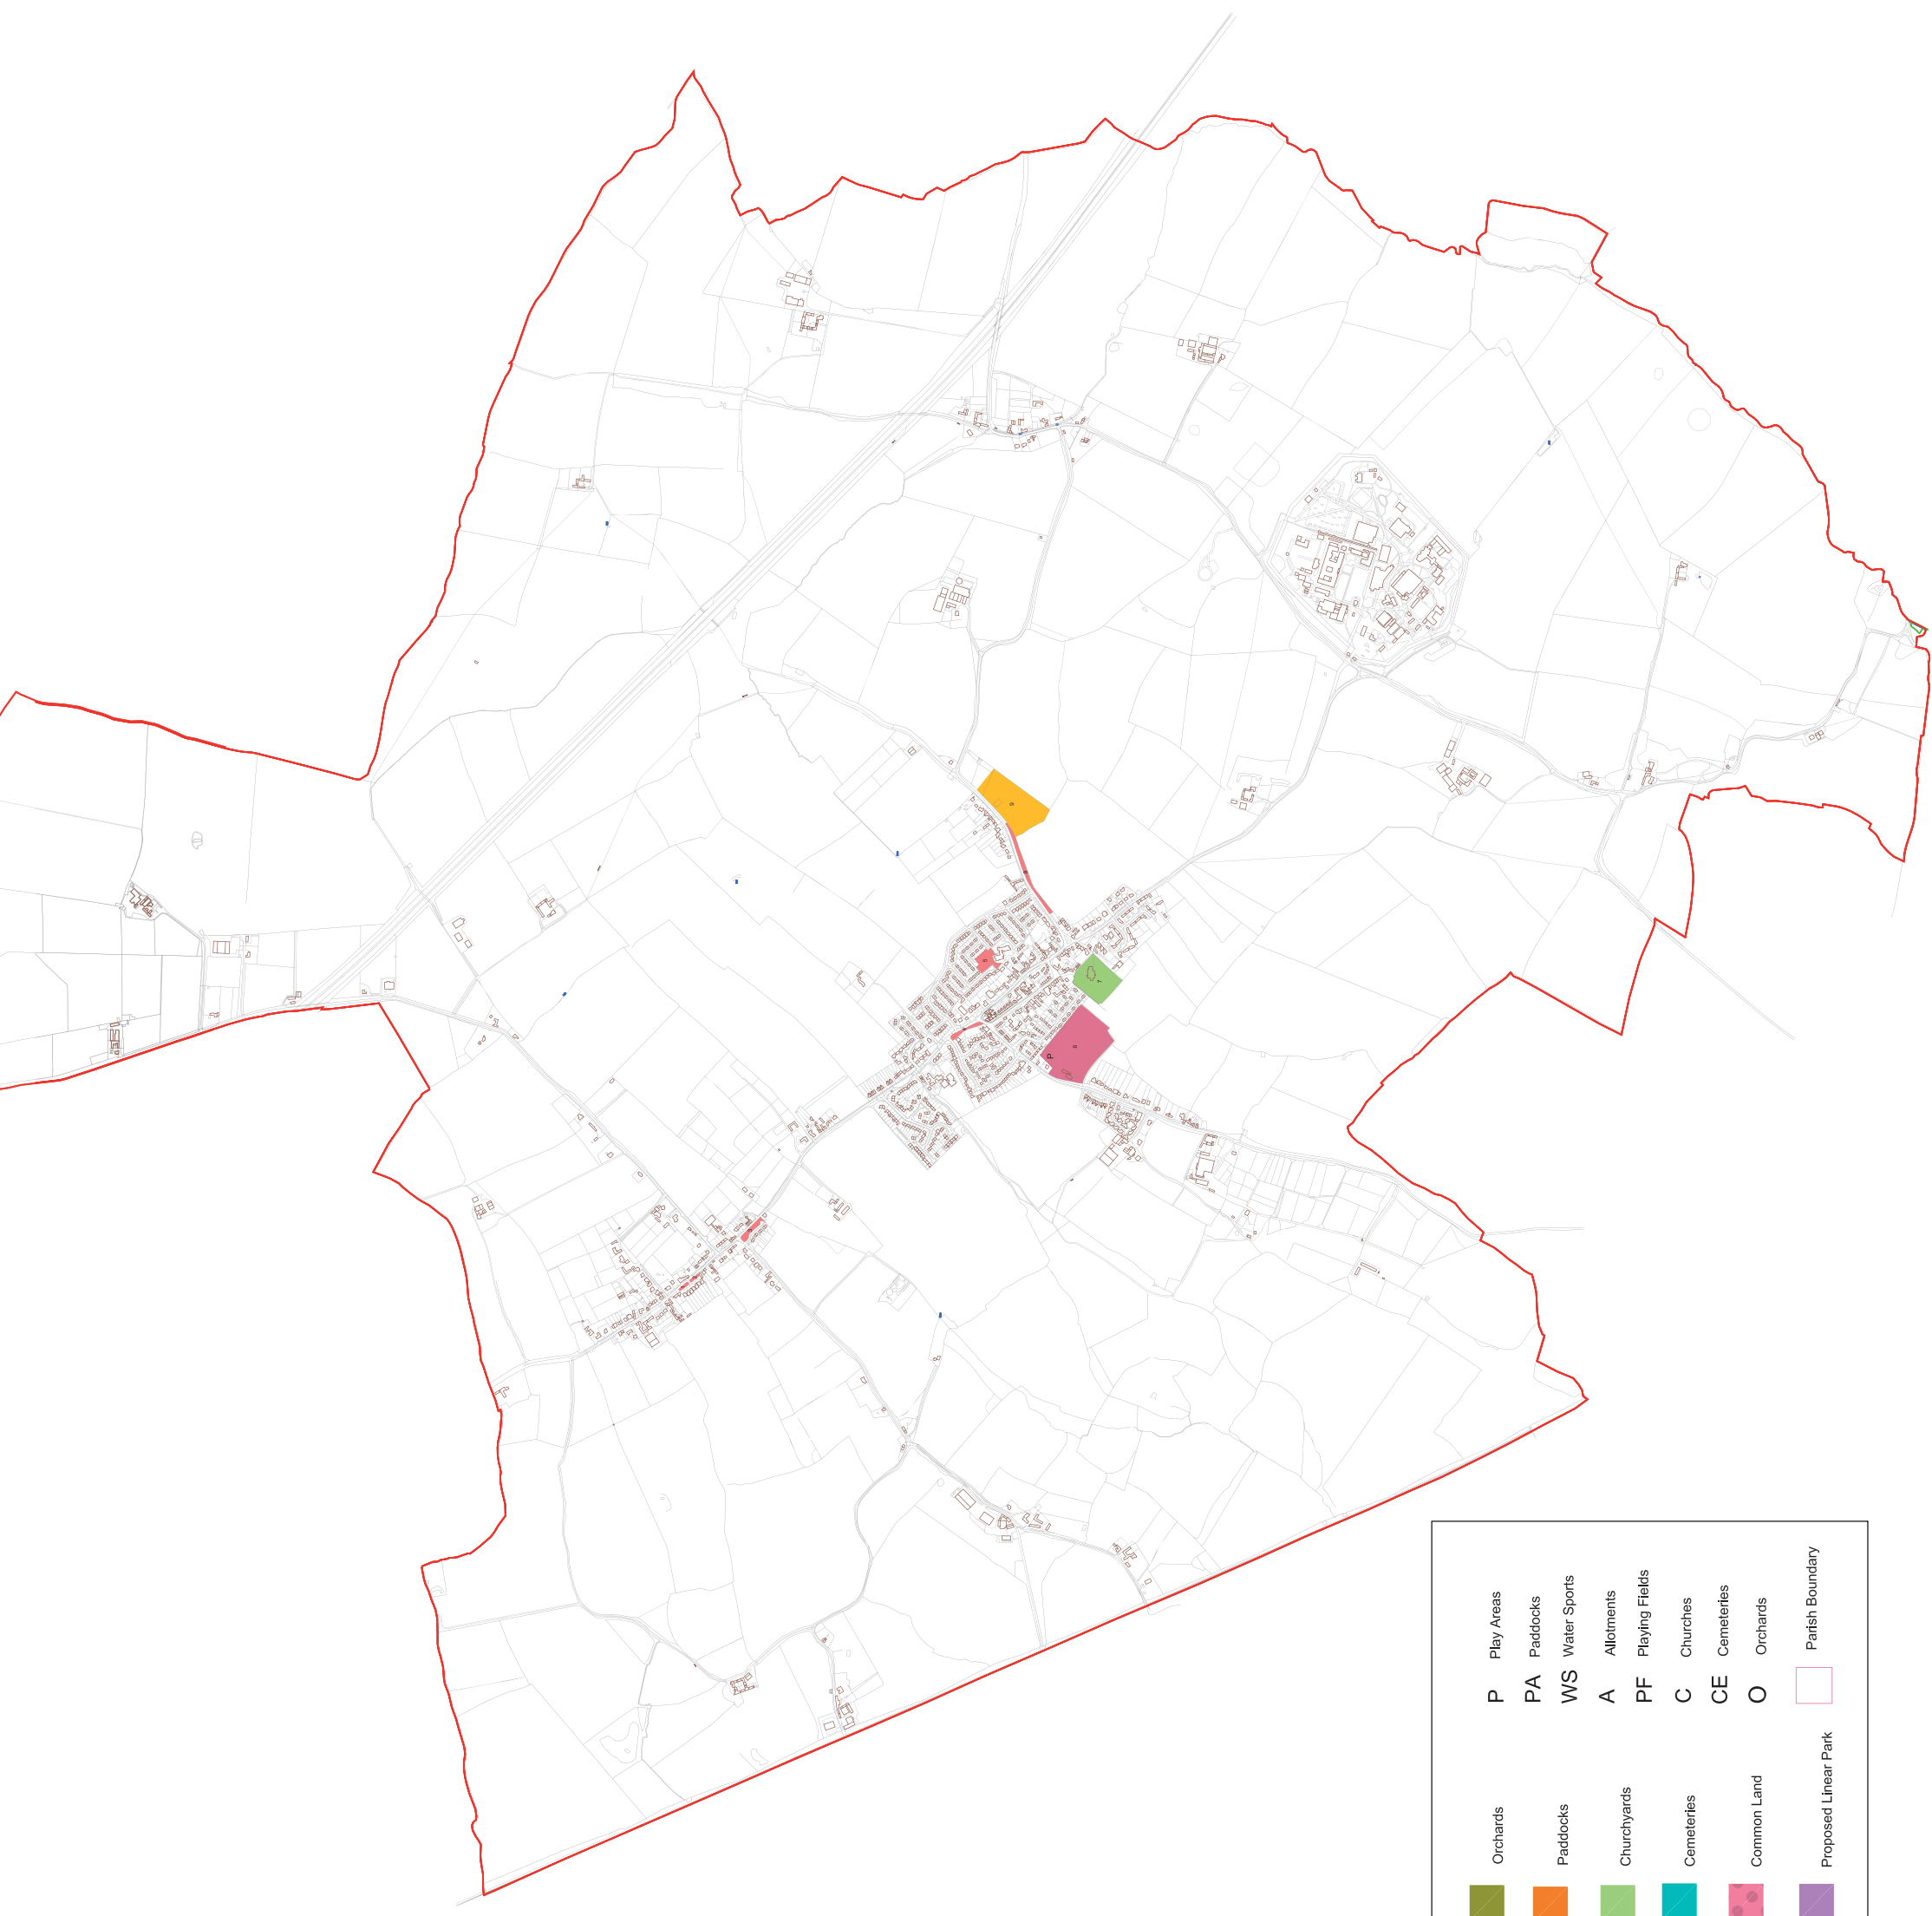 P Play Areas
PA Paddocks
WS Water Sports
A Allotments
PF Playing Fields
C Churches
CE Cemeteries
O Orchards
Parish Boundary
Orchards
Paddocks
Churchyards
Cemeteries
Common Land
Proposed Linear Park
P